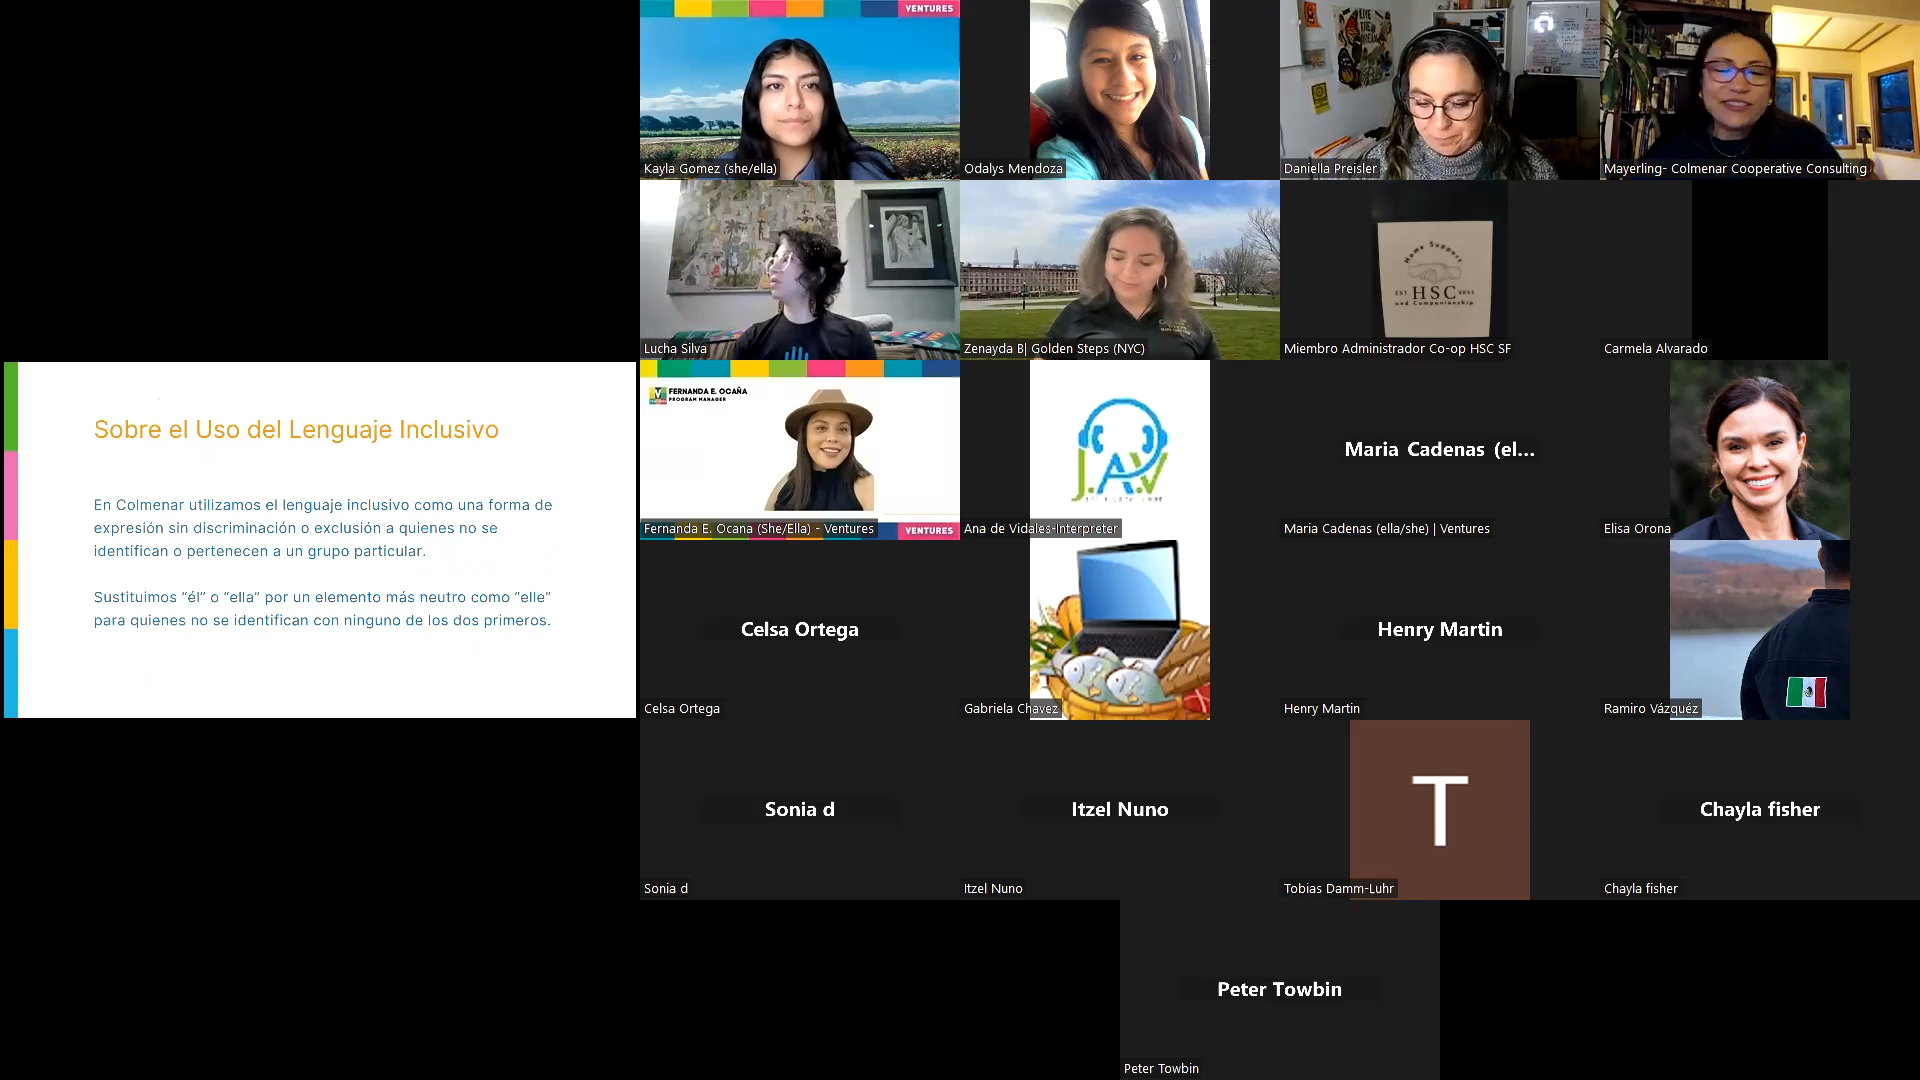 VENTURES
Kayla Gomez (she/ella)
Odalys Mendoza
Daniella Preisler
Mayerling- Colmenar Cooperative Consulting
Lucha Silva
Zenayda B| Golden Steps (NYC)
Home Support
EST HSC
and Companionship
Miembro Administrador Co-op HSC SF
Carmela Alvarado
Sobre el Uso del Lenguaje Inclusivo
En Colmenar utilizamos el lenguaje inclusivo como una forma de
expresión sin discriminación o exclusión a quienes no se
identifican o pertenecen a un grupo particular.
Sustituimos “él” o “ella” por un elemento más neutro como “elle”
para quienes no se identifican con ninguno de los dos primeros.
FERNANDA E. OCAÑA
PROGRAM MANAGER
Fernanda E. Ocana (She/Ella) - Ventures
VENTURES
J.A.V
Ana de Vidales-Interpreter
Maria Cadenas (el...
Maria Cadenas (ella/she) | Ventures
Elisa Orona
Celsa Ortega
Celsa Ortega
Gabriela Chavez
Henry Martin
Henry Martin
Ramiro Vázquéz
Sonia d
Sonia d
Itzel Nuno
Itzel Nuno
T
Tobias Damm-Luhr
Chayla fisher
Chayla fisher
Peter Towbin
Peter Towbin